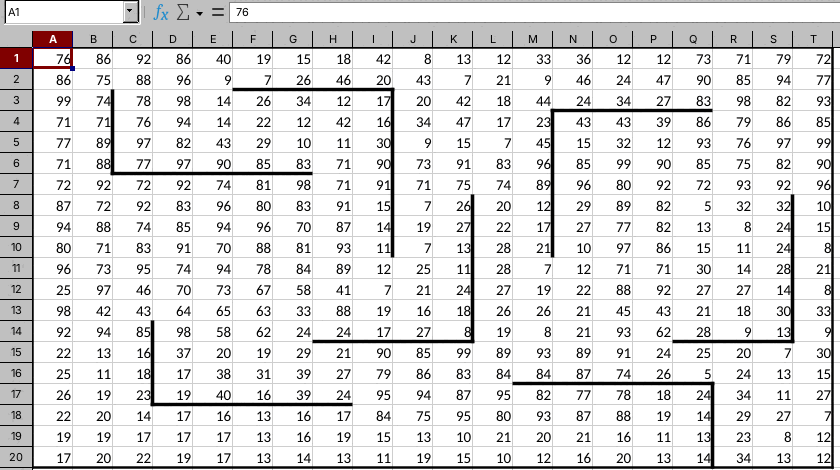 A1 fx Σ = 76
A B C D E F G H I J K L M N O P Q R S T
1 76 86 92 86 40 19 15 18 42 8 13 12 33 36 12 12 73 71 79 72
2 86 75 88 96 9 7 26 46 20 43 7 21 9 46 24 47 90 85 94 77
3 99 74 78 98 14 26 34 12 17 20 42 18 44 24 34 27 83 98 82 93
4 71 71 76 94 14 22 12 42 16 34 47 17 23 43 43 39 86 79 86 85
5 77 89 97 82 43 29 10 11 30 9 15 7 45 15 32 12 93 76 97 99
6 71 88 77 97 90 85 83 71 90 73 91 83 96 85 99 90 85 75 82 90
7 72 92 72 92 74 81 98 71 91 71 75 74 89 96 80 92 72 93 92 96
8 87 72 92 83 96 80 83 91 15 7 26 20 12 29 89 82 5 32 32 10
9 94 88 74 85 94 96 70 87 14 19 27 22 17 27 77 82 13 8 24 15
10 80 71 83 91 70 88 81 93 11 7 13 28 21 10 97 86 15 11 24 8
11 96 73 95 74 94 78 84 89 12 25 11 28 7 12 71 71 30 14 28 21
12 25 97 46 70 73 67 58 41 7 21 24 27 19 22 88 92 27 27 14 8
13 98 42 43 64 65 63 33 88 19 16 18 26 26 21 45 43 21 18 30 33
14 92 94 85 98 58 62 24 24 17 27 8 19 8 21 93 62 28 9 13 9
15 22 13 16 37 20 19 29 21 90 85 99 89 93 89 91 24 25 20 7 30
16 25 11 18 17 38 31 39 27 79 86 83 84 84 87 74 26 5 24 13 15
17 26 19 23 19 40 16 39 24 95 94 87 95 82 77 78 18 24 34 11 27
18 22 20 14 17 16 13 16 17 84 75 95 80 93 87 88 19 14 29 27 7
19 19 19 17 17 17 13 16 19 15 13 10 21 20 21 16 11 13 23 8 12
20 17 20 22 19 17 13 14 13 11 19 15 10 12 16 20 13 14 34 13 12